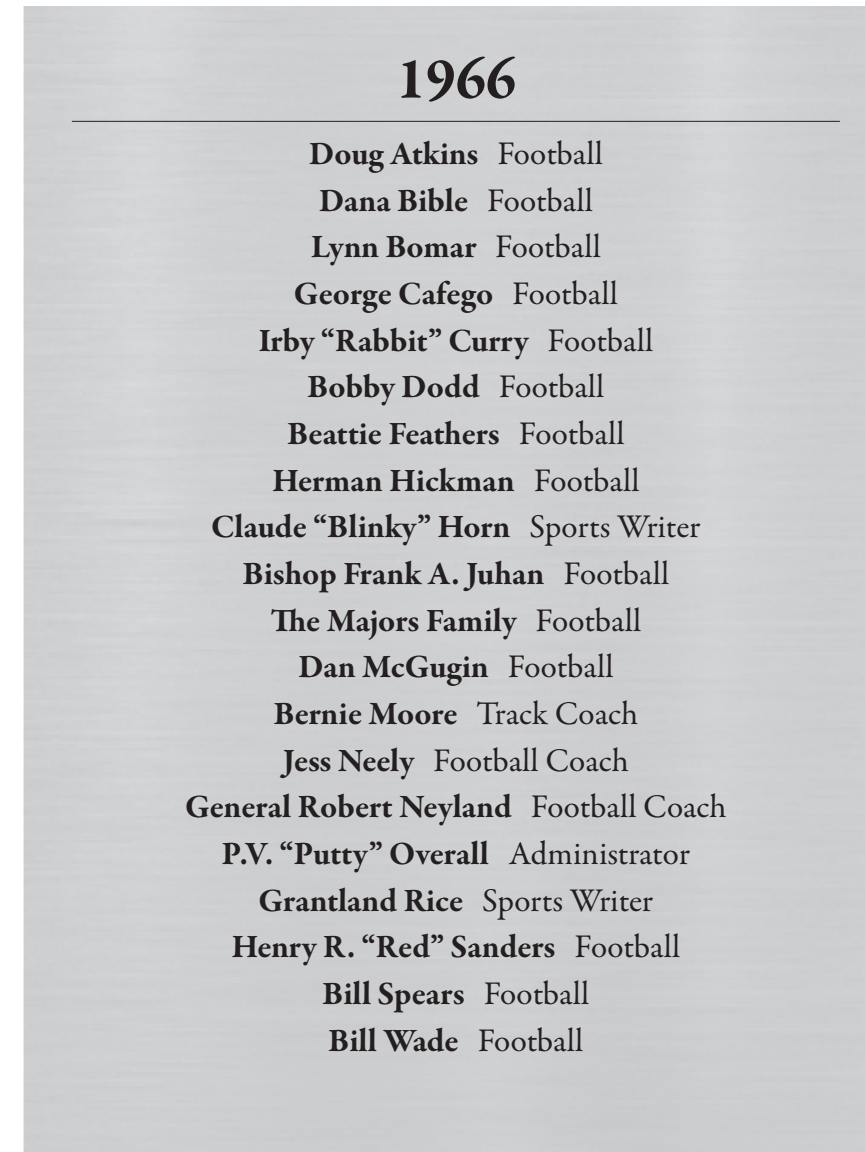 1966
Doug Atkins Football
Dana Bible Football
Lynn Bomar Football
George Cafego Football
Irby “Rabbit” Curry Football
Bobby Dodd Football
Beattie Feathers Football
Herman Hickman Football
Claude “Blinky” Horn Sports Writer
Bishop Frank A. Juhan Football
The Majors Family Football
Dan McGugin Football
Bernie Moore Track Coach
Jess Neely Football Coach
General Robert Neyland Football Coach
P.V. “Putty” Overall Administrator
Grantland Rice Sports Writer
Henry R. “Red” Sanders Football
Bill Spears Football
Bill Wade Football